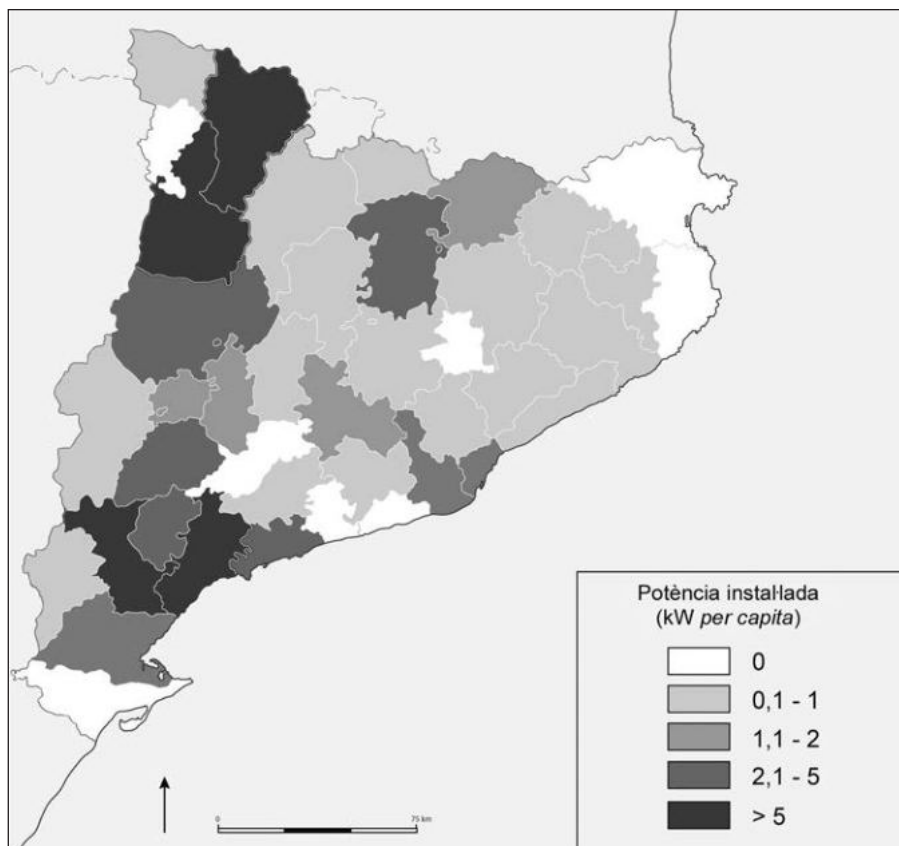 Potència instal·lada
(kW per capita)
0
0,1 - 1
1,1 - 2
2,1 - 5
> 5
0
75 km